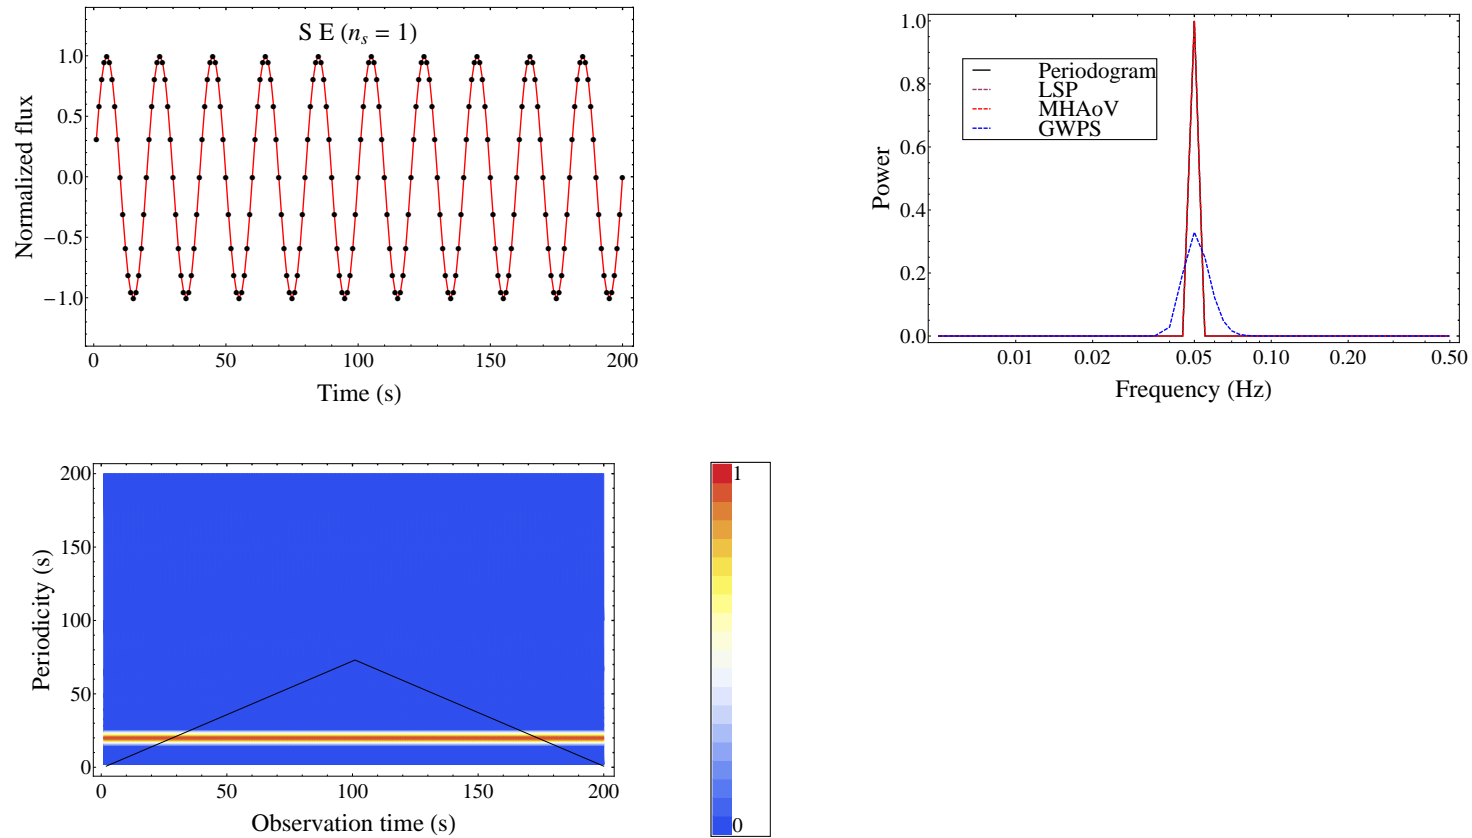 S E (nₛ = 1)
1.0
0.5
0.0
−0.5
−1.0
Normalized flux
0 50 100 150 200
Time (s)
Periodogram
LSP
MHAoV
GWPS
1.0
0.8
0.6
0.4
0.2
0.0
Power
0.01 0.02 0.05 0.10 0.20 0.50
Frequency (Hz)
200
150
100
50
0
Periodicity (s)
0 50 100 150 200
Observation time (s)
1
0